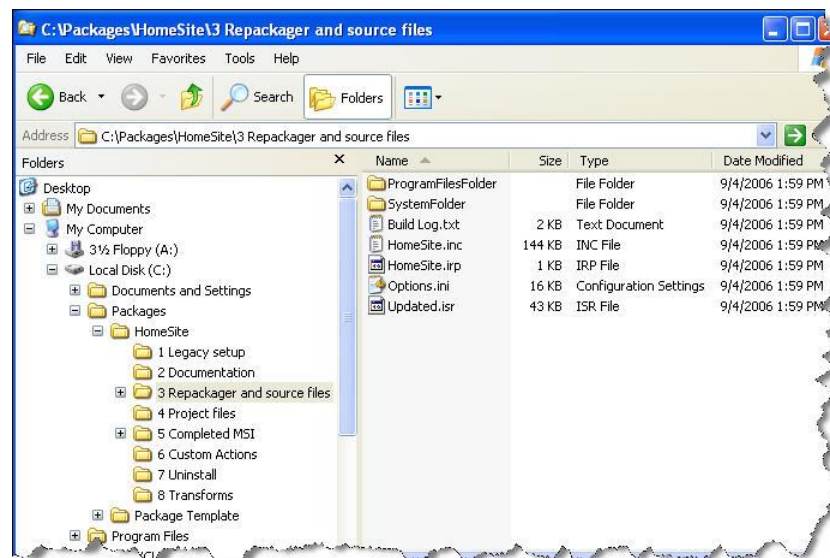 C:\Packages\HomeSite\3 Repackager and source files
File Edit View Favorites Tools Help
Back Search Folders
Address C:\Packages\HomeSite\3 Repackager and source files
Folders x Name Size Type Date Modified
Desktop
My Documents
My Computer
3½ Floppy (A:)
Local Disk (C:)
Documents and Settings
Packages
HomeSite
1 Legacy setup
2 Documentation
3 Repackager and source files
4 Project files
5 Completed MSI
6 Custom Actions
7 Uninstall
8 Transforms
Package Template
Program Files
ProgramFilesFolder File Folder 9/4/2006 1:59 PM
SystemFolder File Folder 9/4/2006 1:59 PM
Build Log.txt 2 KB Text Document 9/4/2006 1:59 PM
HomeSite.inc 144 KB INC File 9/4/2006 1:59 PM
HomeSite.irp 1 KB IRP File 9/4/2006 1:59 PM
Options.ini 16 KB Configuration Settings 9/4/2006 1:59 PM
Updated.isr 43 KB ISR File 9/4/2006 1:59 PM